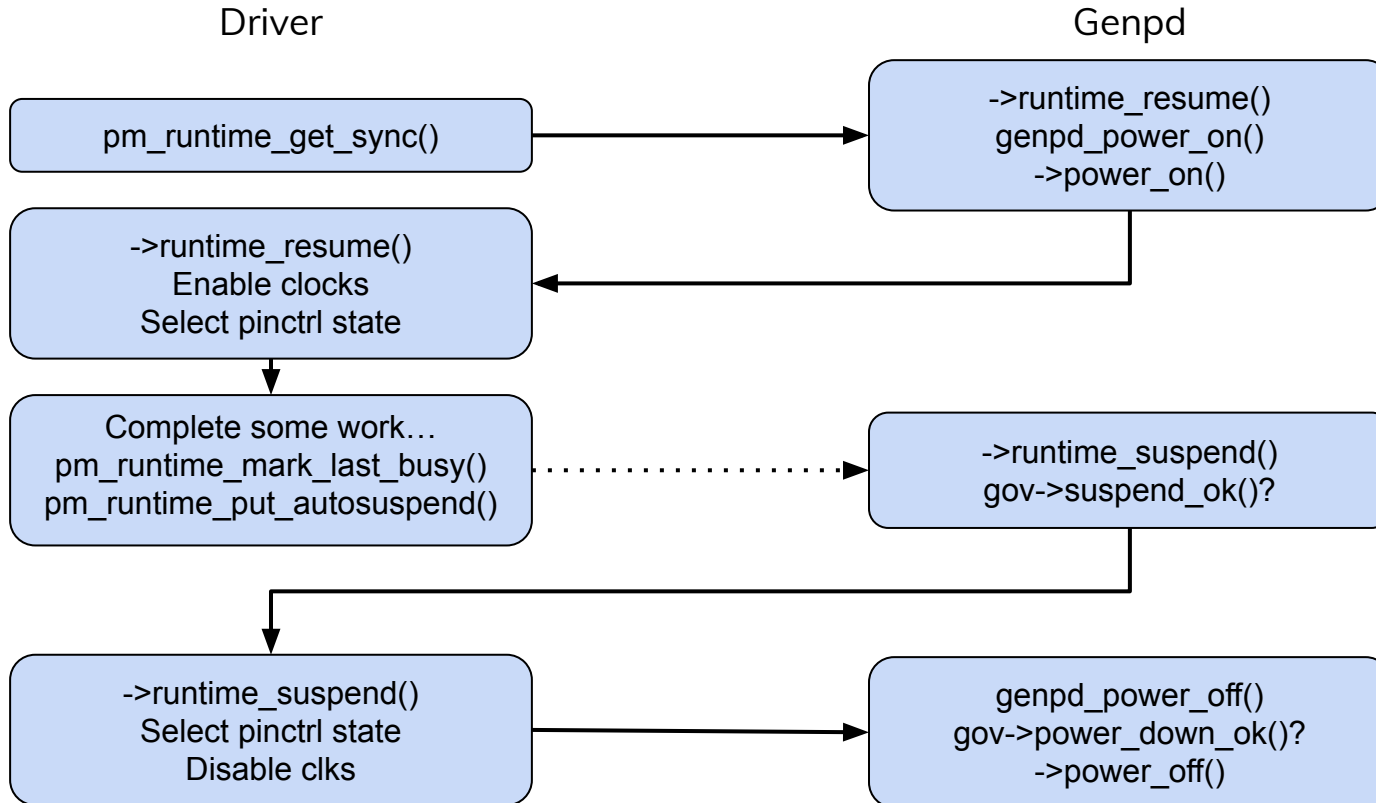 Driver
Genpd
pm_runtime_get_sync()
->runtime_resume()
genpd_power_on()
->power_on()
->runtime_resume()
Enable clocks
Select pinctrl state
Complete some work…
pm_runtime_mark_last_busy()
pm_runtime_put_autosuspend()
->runtime_suspend()
gov->suspend_ok()?
->runtime_suspend()
Select pinctrl state
Disable clks
genpd_power_off()
gov->power_down_ok()?
->power_off()